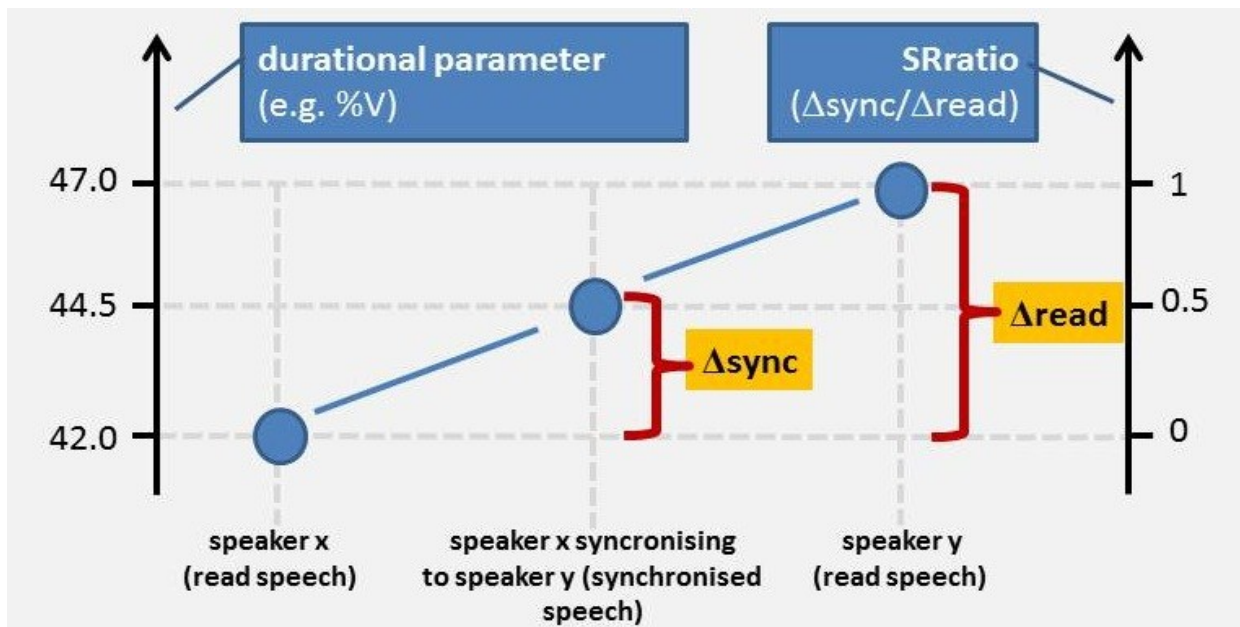 durational parameter
(e.g. %V)
SRratio
(Δsync/Δread)
47.0
1
44.5
0.5
Δread
Δsync
42.0
0
speaker x
(read speech)
speaker x syncronising
to speaker y (synchronised
speech)
speaker y
(read speech)